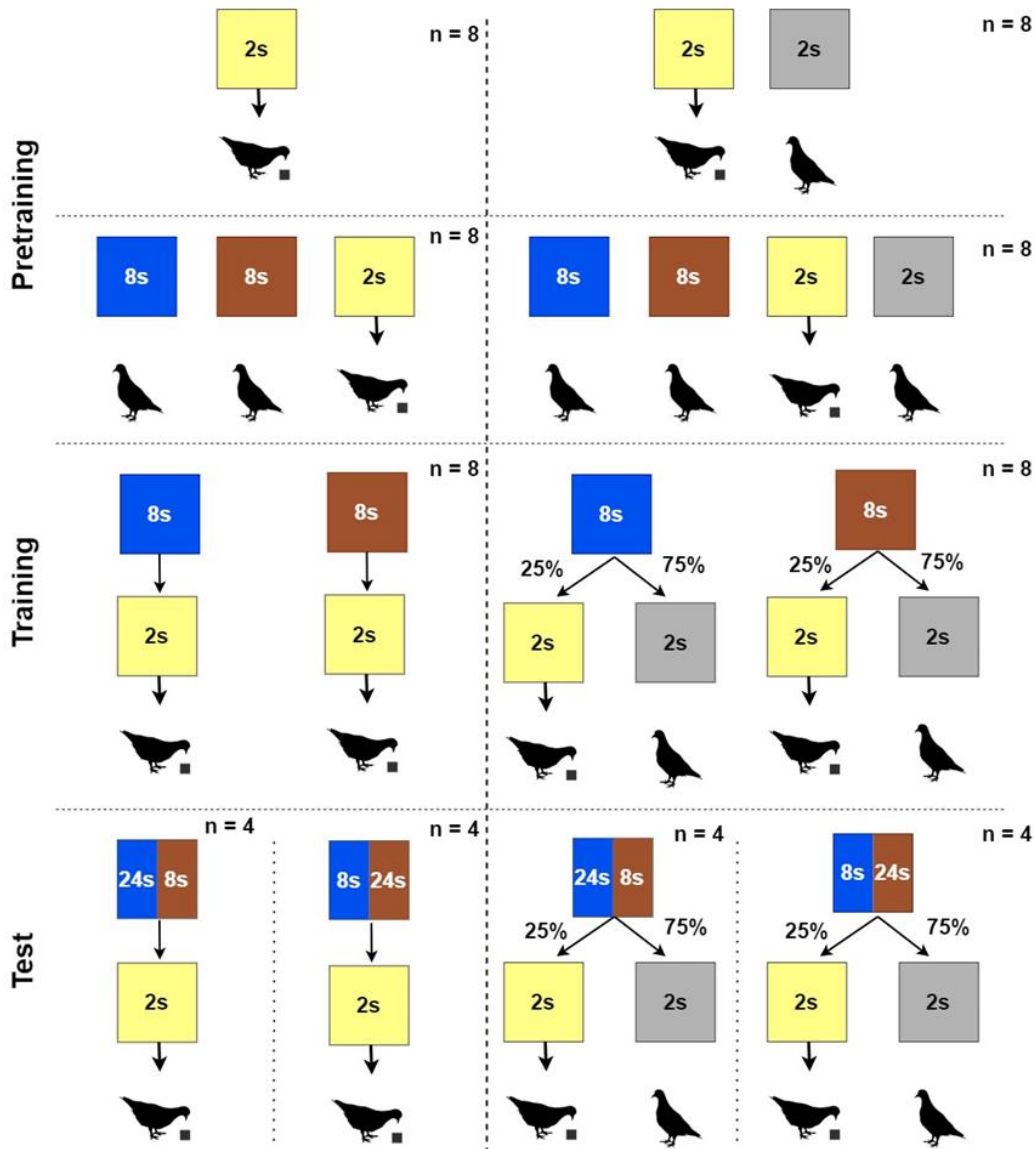 Pretraining
2s
n = 8
2s
2s
n = 8
8s
8s
2s
n = 8
8s
8s
2s
2s
n = 8
Training
8s
8s
n = 8
8s
8s
n = 8
25%
75%
25%
75%
2s
2s
2s
2s
2s
2s
Test
n = 4
n = 4
n = 4
n = 4
24s 8s
8s 24s
24s 8s
8s 24s
25%
75%
25%
75%
2s
2s
2s
2s
2s
2s